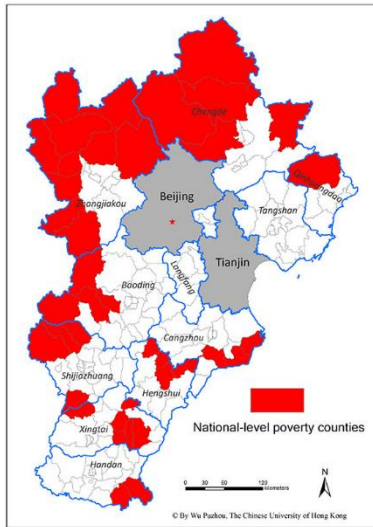 Chengde
Qinhuangdao
Zhangjiakou
Beijing
Tangshan
Langfang
Tianjin
Baoding
Cangzhou
Shijiazhuang
Hengshui
National-level poverty counties
Xingtai
Handan
0 30 60 120
Kilometers
N
© By Wu Pazhou, The Chinese University of Hong Kong